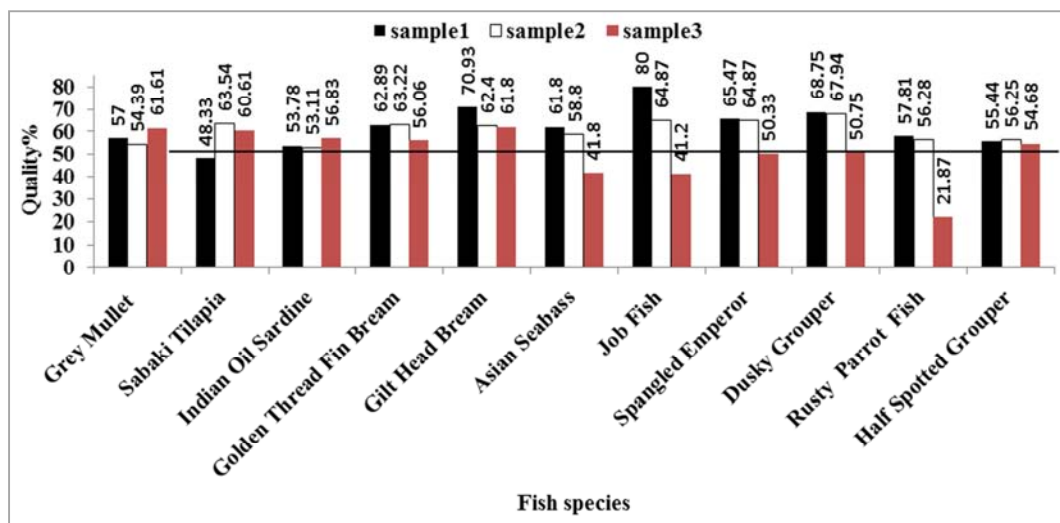 sample1 sample2 sample3
Quality%
80
70
60
50
40
30
20
10
0
57 54.39 61.61
48.33 63.54 60.61
53.78 53.11 56.83
62.89 63.22 56.06
70.93 62.4 61.8
61.8 58.8 41.8
80 64.87 41.2
65.47 64.87 50.33
68.75 67.94 50.75
57.81 56.28 21.87
55.44 56.25 54.68
Grey Mullet
Sabaki Tilapia
Indian Oil Sardine
Golden Thread Fin Bream
Gilt Head Bream
Asian Seabass
Job Fish
Spangled Emperor
Dusky Grouper
Rusty Parrot Fish
Half Spotted Grouper
Fish species